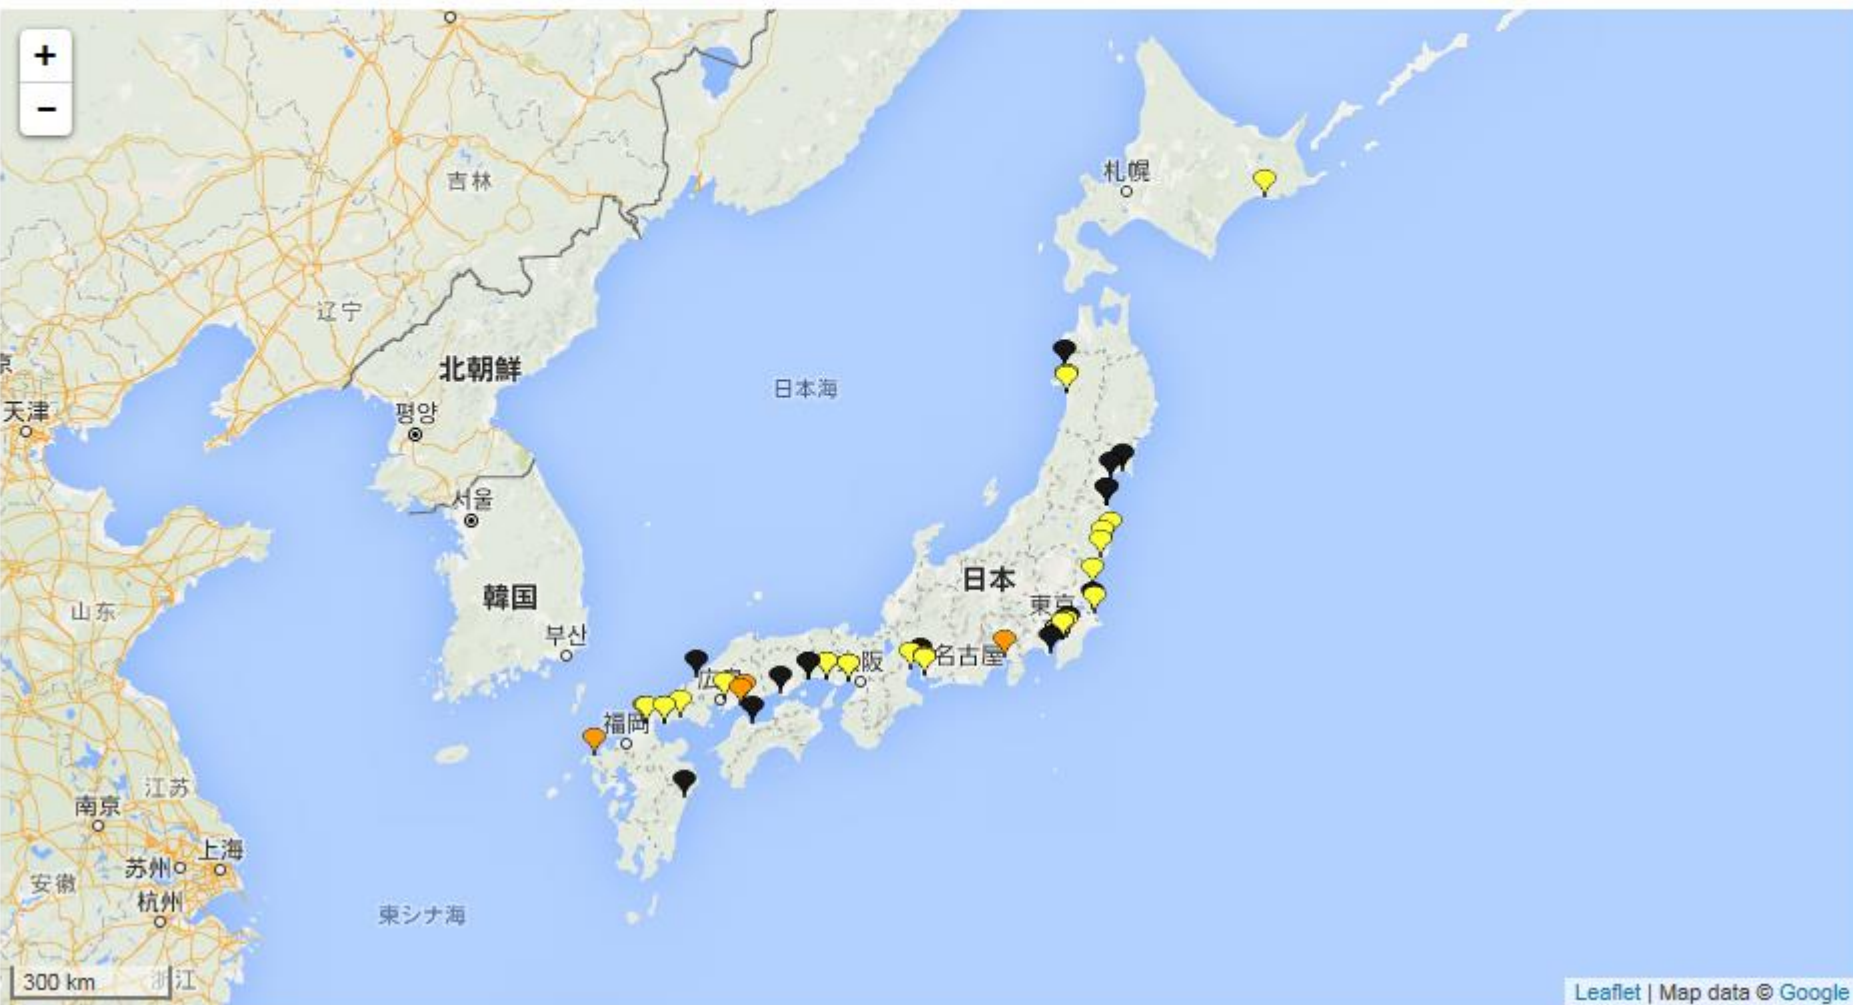 +
−
札幌
吉林
辽宁
北朝鮮
日本海
天津
평양
서울
日本
韓国
東京
山东
부산
名古屋
阪
福岡
江苏
南京
上海
苏州
安徽
杭州
東シナ海
300 km
浙江
Leaflet | Map data © Google